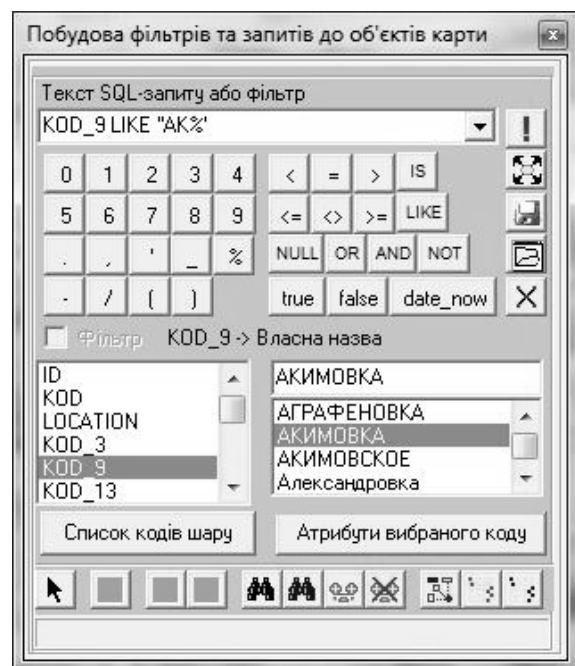 Побудова фільтрів та запитів до об'єктів карти
Текст SQL-запиту або фільтр
KOD_9 LIKE "АК%'
0 1 2 3 4 < = > IS
5 6 7 8 9 <= <> >= LIKE
. , ' _ % NULL OR AND NOT
- / ( ) true false date_now
Фільтр KOD_9 -> Власна назва
ID
KOD
LOCATION
KOD_3
KOD_9
KOD_13
АКИМОВКА
АГРАФЕНОВКА
АКИМОВКА
АКИМОВСКОЕ
Александровка
Список кодів шару
Атрибути вибраного коду